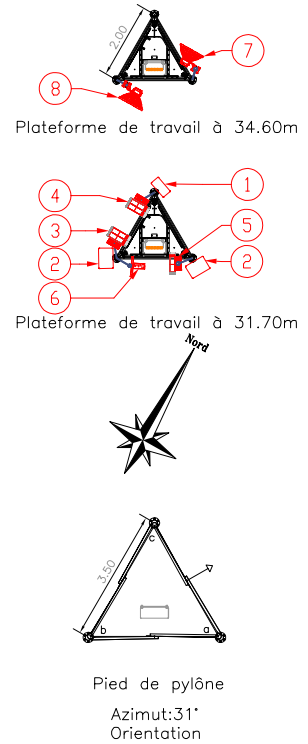 2.00
7
8
Plateforme de travail à 34.60m
1
4
3
5
2
2
6
Plateforme de travail à 31.70m
Nord
3.50
c
b
a
Pied de pylône
Azimut:31°
Orientation